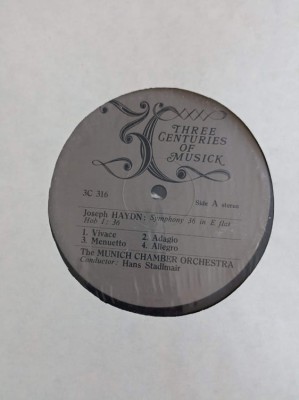 THREE
CENTURIES
OF
MUSICK
3C 316
Side A stereo
Joseph HAYDN: Symphony 36 in E flat
Hob I: 36
1. Vivace 2. Adagio
3. Menuetto 4. Allegro
The MUNICH CHAMBER ORCHESTRA
Conductor: Hans Stadlmair